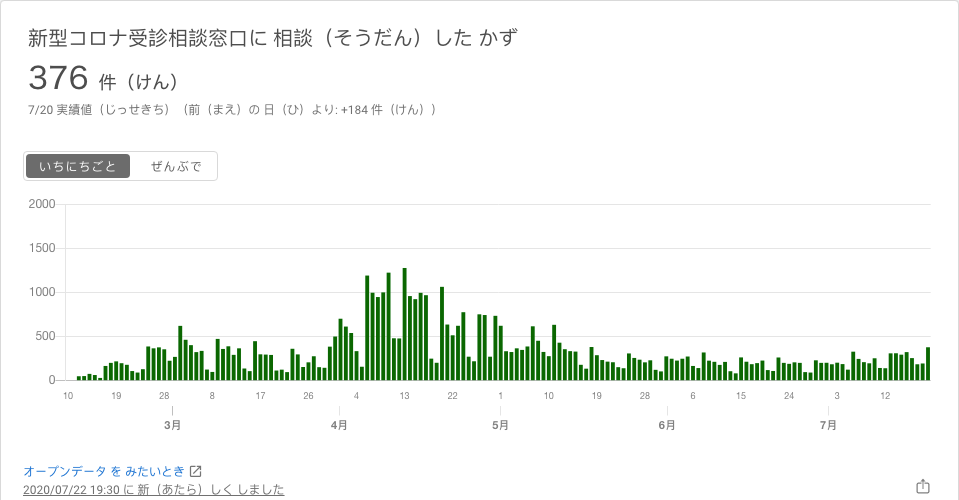 新型コロナ受診相談窓口に 相談（そうだん）した かず
376 件（けん）
7/20 実績値（じっせきち）（前（まえ）の 日（ひ）より: +184 件（けん））
いちにちごと ぜんぶで
2000
1500
1000
500
0
10 19 28 8 17 26 4 13 22 1 10 19 28 6 15 24 3 12
3月 4月 5月 6月 7月
オープンデータ を みたいとき
2020/07/22 19:30 に 新（あたら）しく しました